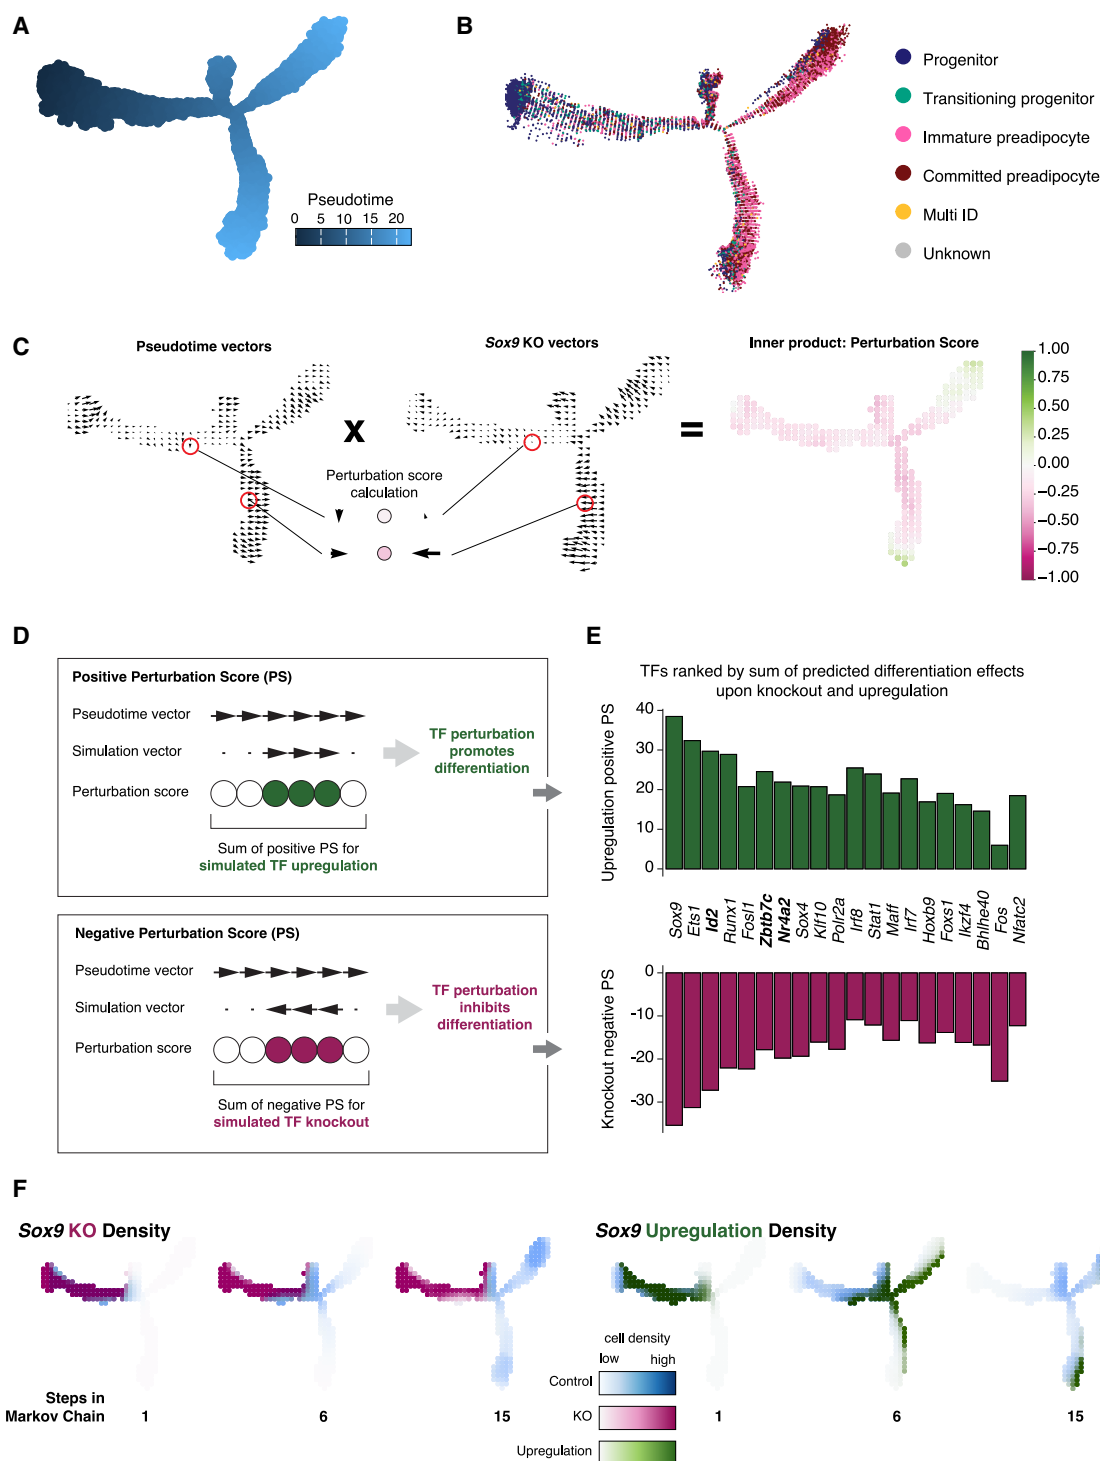 A
Pseudotime
0 5 10 15 20
B
Progenitor
Transitioning progenitor
Immature preadipocyte
Committed preadipocyte
Multi ID
Unknown
C
Pseudotime vectors
Sox9 KO vectors
Inner product: Perturbation Score
X
=
Perturbation score
calculation
1.00
0.75
0.50
0.25
0.00
−0.25
−0.50
−0.75
−1.00
D
Positive Perturbation Score (PS)
Pseudotime vector
Simulation vector
Perturbation score
TF perturbation
promotes
differentiation
Sum of positive PS for
simulated TF upregulation
Negative Perturbation Score (PS)
Pseudotime vector
Simulation vector
Perturbation score
TF perturbation
inhibits
differentiation
Sum of negative PS for
simulated TF knockout
E
TFs ranked by sum of predicted differentiation effects
upon knockout and upregulation
Upregulation positive PS
40
30
20
10
0
Sox9
Ets1
Id2
Runx1
Fosl1
Zbtb7c
Nr4a2
Sox4
Klf10
Polr2a
Irf8
Stat1
Maff
Irf7
Hoxb9
Foxs1
Ikzf4
Bhlhe40
Fos
Nfatc2
Knockout negative PS
0
-10
-20
-30
F
Sox9 KO Density
Sox9 Upregulation Density
cell density
low high
Control
KO
Upregulation
Steps in
Markov Chain
1 6 15
1 6 15